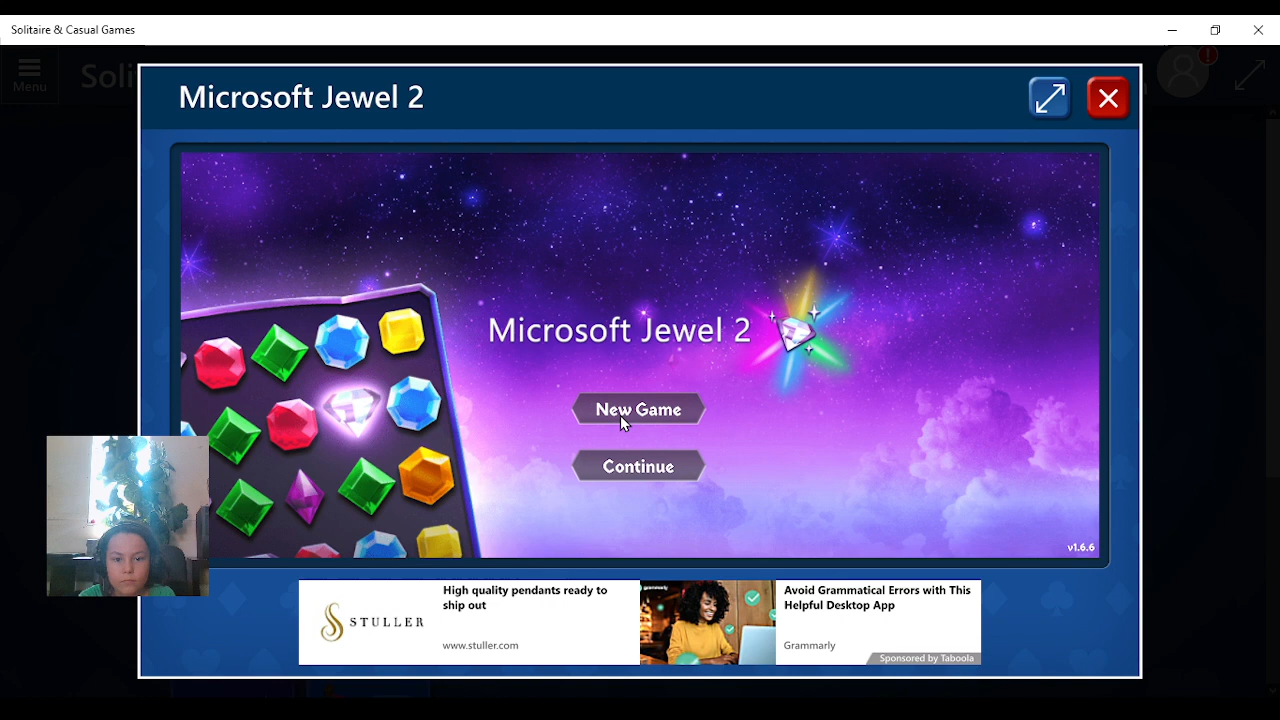 Solitaire & Casual Games
Menu
Soli
Microsoft Jewel 2
Microsoft Jewel 2
New Game
Continue
v1.6.6
STULLER
High quality pendants ready to
ship out
www.stuller.com
grammarly
Avoid Grammatical Errors with This
Helpful Desktop App
Grammarly
Sponsored by Taboola